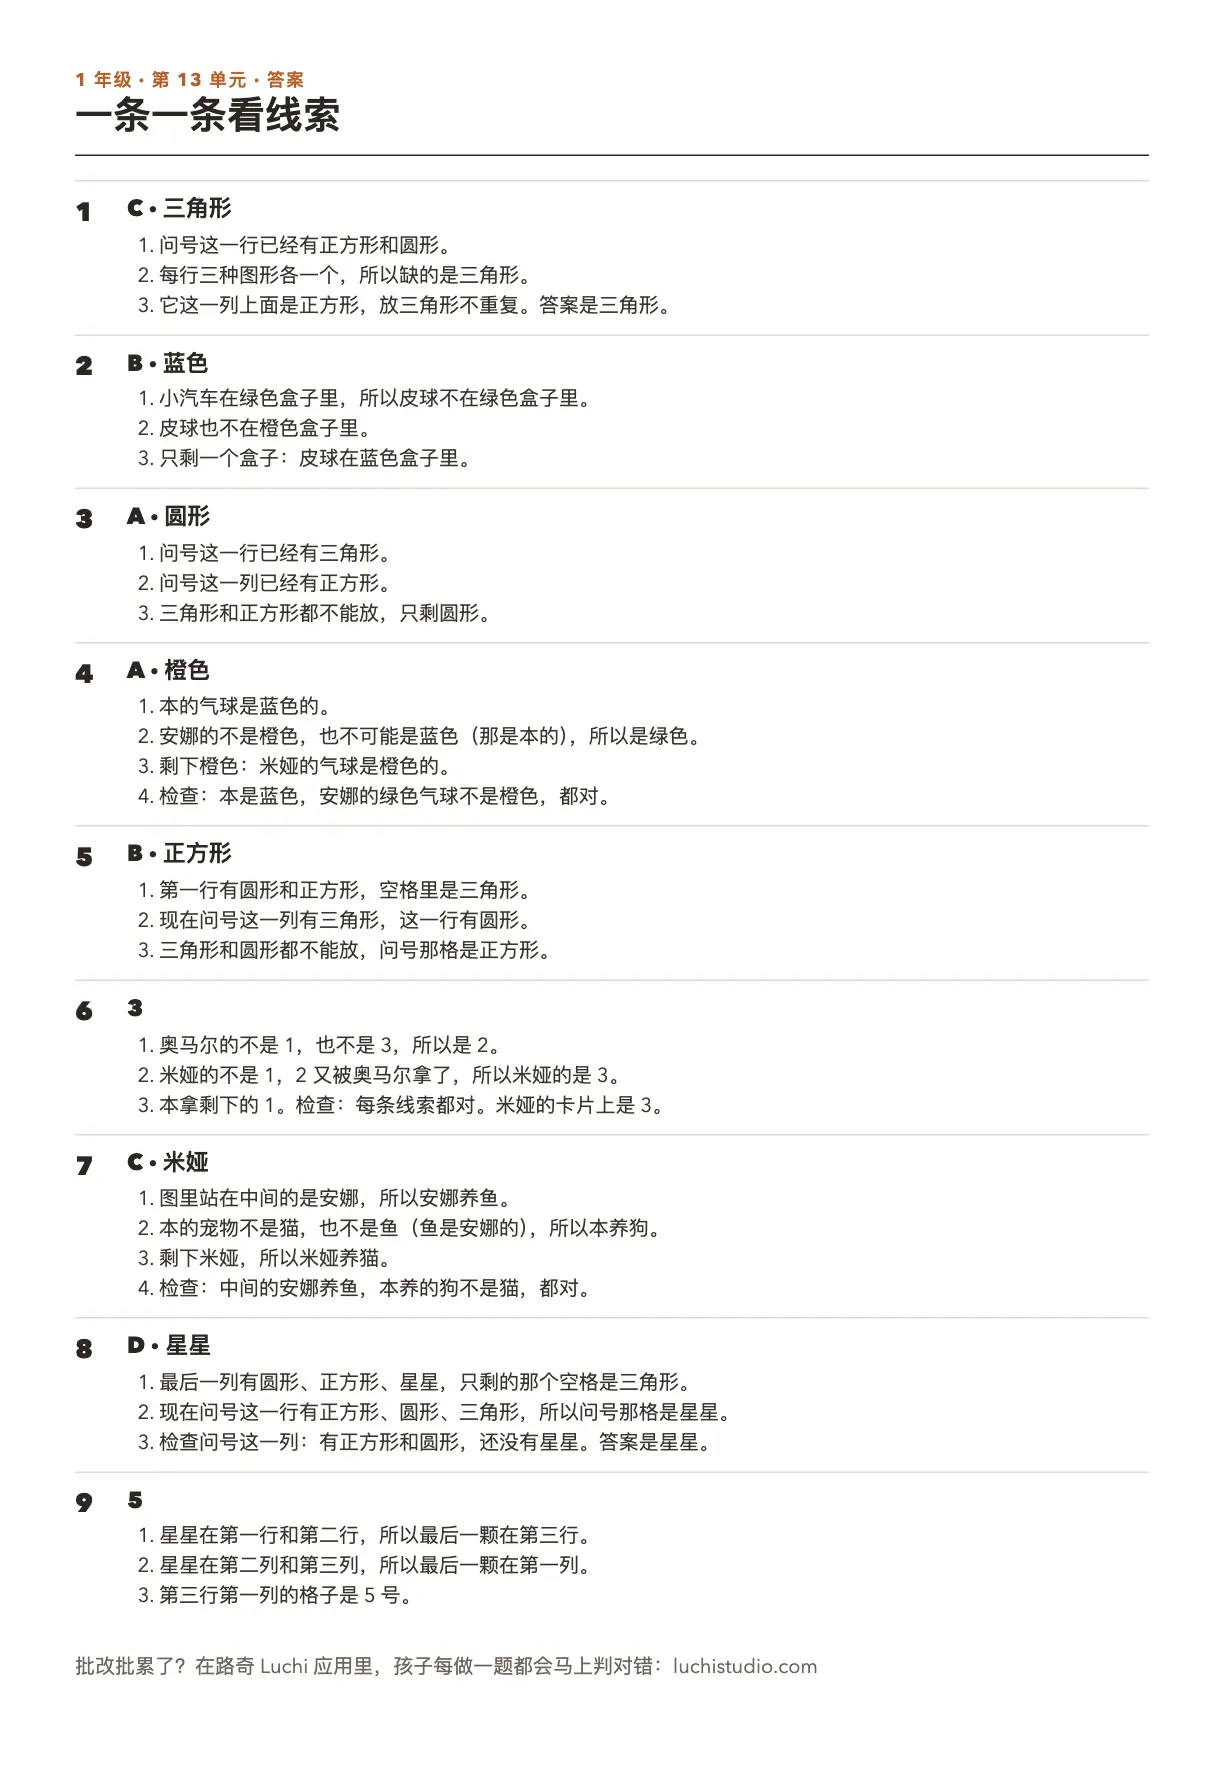 1 年级 · 第 13 单元 · 答案
一条一条看线索
1 C · 三角形
1. 问号这一行已经有正方形和圆形。
2. 每行三种图形各一个，所以缺的是三角形。
3. 它这一列上面是正方形，放三角形不重复。答案是三角形。
2 B · 蓝色
1. 小汽车在绿色盒子里，所以皮球不在绿色盒子里。
2. 皮球也不在橙色盒子里。
3. 只剩一个盒子：皮球在蓝色盒子里。
3 A · 圆形
1. 问号这一行已经有三角形。
2. 问号这一列已经有正方形。
3. 三角形和正方形都不能放，只剩圆形。
4 A · 橙色
1. 本的气球是蓝色的。
2. 安娜的不是橙色，也不可能是蓝色（那是本的），所以是绿色。
3. 剩下橙色：米娅的气球是橙色的。
4. 检查：本是蓝色，安娜的绿色气球不是橙色，都对。
5 B · 正方形
1. 第一行有圆形和正方形，空格里是三角形。
2. 现在问号这一列有三角形，这一行有圆形。
3. 三角形和圆形都不能放，问号那格是正方形。
6 3
1. 奥马尔的不是 1，也不是 3，所以是 2。
2. 米娅的不是 1，2 又被奥马尔拿了，所以米娅的是 3。
3. 本拿剩下的 1。检查：每条线索都对。米娅的卡片上是 3。
7 C · 米娅
1. 图里站在中间的是安娜，所以安娜养鱼。
2. 本的宠物不是猫，也不是鱼（鱼是安娜的），所以本养狗。
3. 剩下米娅，所以米娅养猫。
4. 检查：中间的安娜养鱼，本养的狗不是猫，都对。
8 D · 星星
1. 最后一列有圆形、正方形、星星，只剩的那个空格是三角形。
2. 现在问号这一行有正方形、圆形、三角形，所以问号那格是星星。
3. 检查问号这一列：有正方形和圆形，还没有星星。答案是星星。
9 5
1. 星星在第一行和第二行，所以最后一颗在第三行。
2. 星星在第二列和第三列，所以最后一颗在第一列。
3. 第三行第一列的格子是 5 号。
批改批累了？在路奇 Luchi 应用里，孩子每做一题都会马上判对错：luchistudio.com